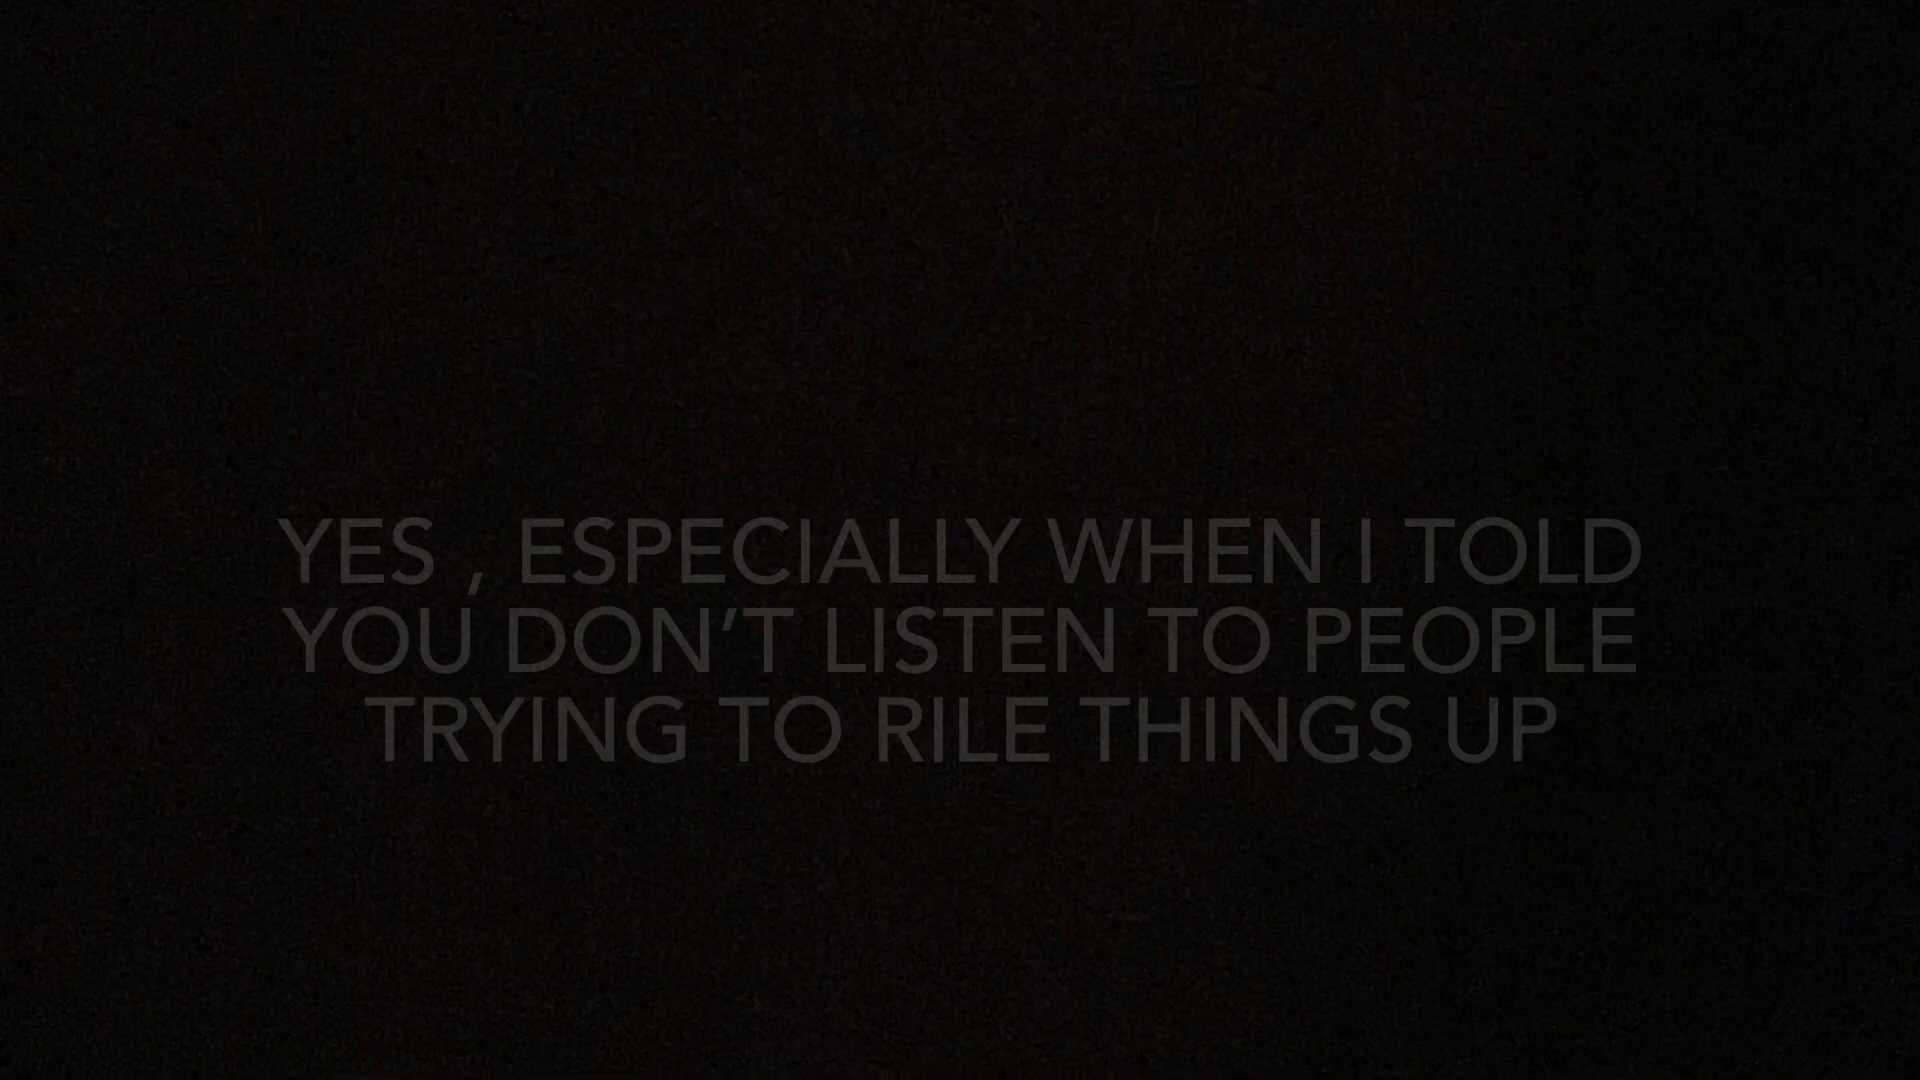 YES , ESPECIALLY WHEN I TOLD
YOU DON’T LISTEN TO PEOPLE
TRYING TO RILE THINGS UP